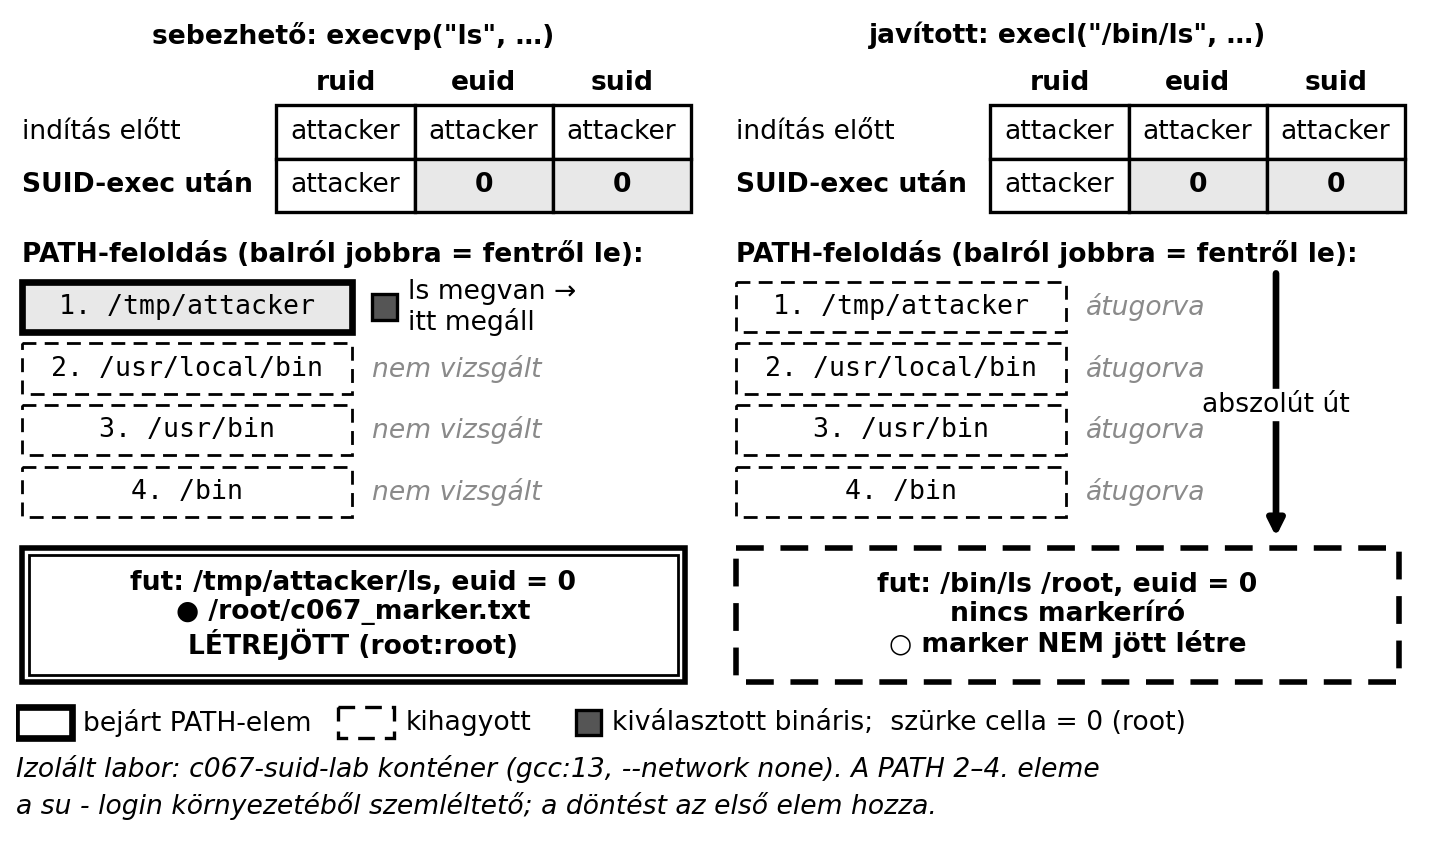 sebezhető: execvp("ls", …)
ruid euid suid
indítás előtt attacker attacker attacker
SUID-exec után attacker 0 0
PATH-feloldás (balról jobbra = fentről le):
1. /tmp/attacker
ls megvan →
itt megáll
2. /usr/local/bin nem vizsgált
3. /usr/bin nem vizsgált
4. /bin nem vizsgált
fut: /tmp/attacker/ls, euid = 0
● /root/c067_marker.txt
LÉTREJÖTT (root:root)
javított: execl("/bin/ls", …)
ruid euid suid
indítás előtt attacker attacker attacker
SUID-exec után attacker 0 0
PATH-feloldás (balról jobbra = fentről le):
1. /tmp/attacker átugorva
2. /usr/local/bin átugorva
abszolút út
3. /usr/bin átugorva
4. /bin átugorva
fut: /bin/ls /root, euid = 0
nincs markeríró
○ marker NEM jött létre
bejárt PATH-elem kihagyott kiválasztott bináris; szürke cella = 0 (root)
Izolált labor: c067-suid-lab konténer (gcc:13, --network none). A PATH 2–4. eleme
a su - login környezetéből szemléltető; a döntést az első elem hozza.